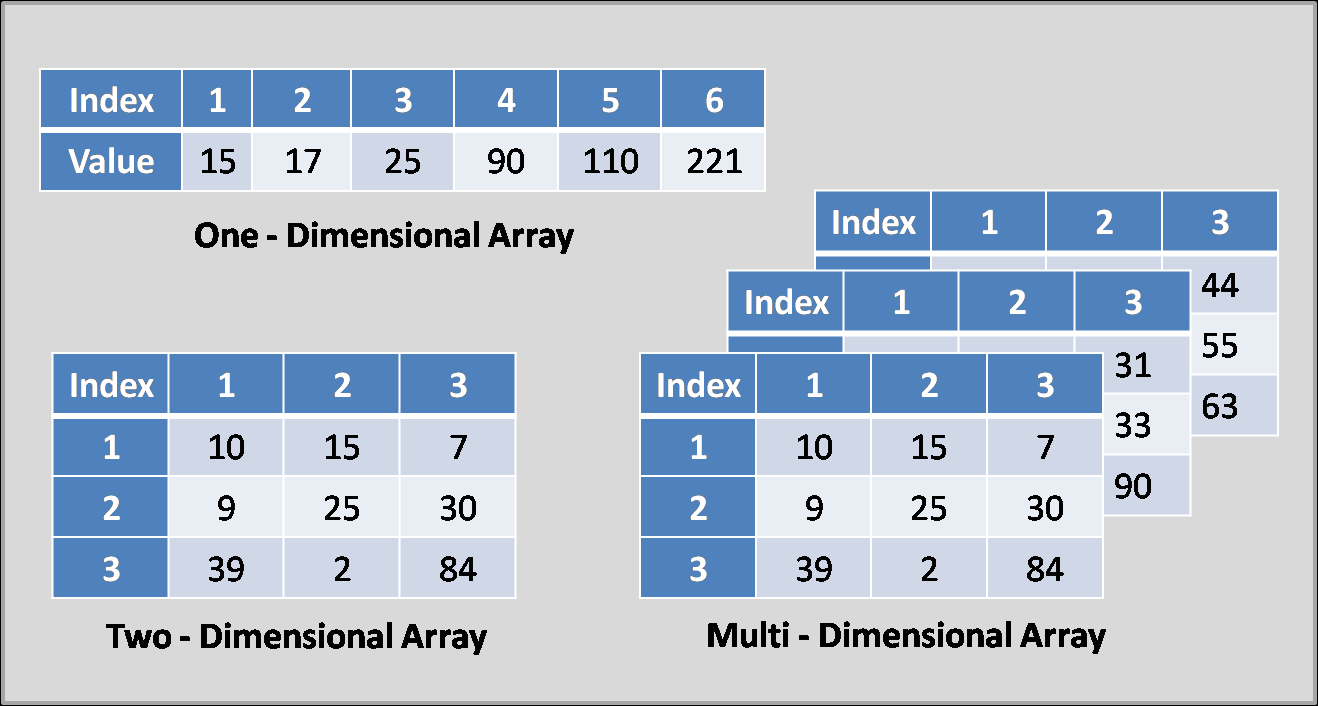 Index 1 2 3 4 5 6
Value 15 17 25 90 110 221
One - Dimensional Array
Index 1 2 3
1 10 15 7
2 9 25 30
3 39 2 84
Two - Dimensional Array
Index 1 2 3
44
55
63
Index 1 2 3
31
33
90
Index 1 2 3
1 10 15 7
2 9 25 30
3 39 2 84
Multi - Dimensional Array